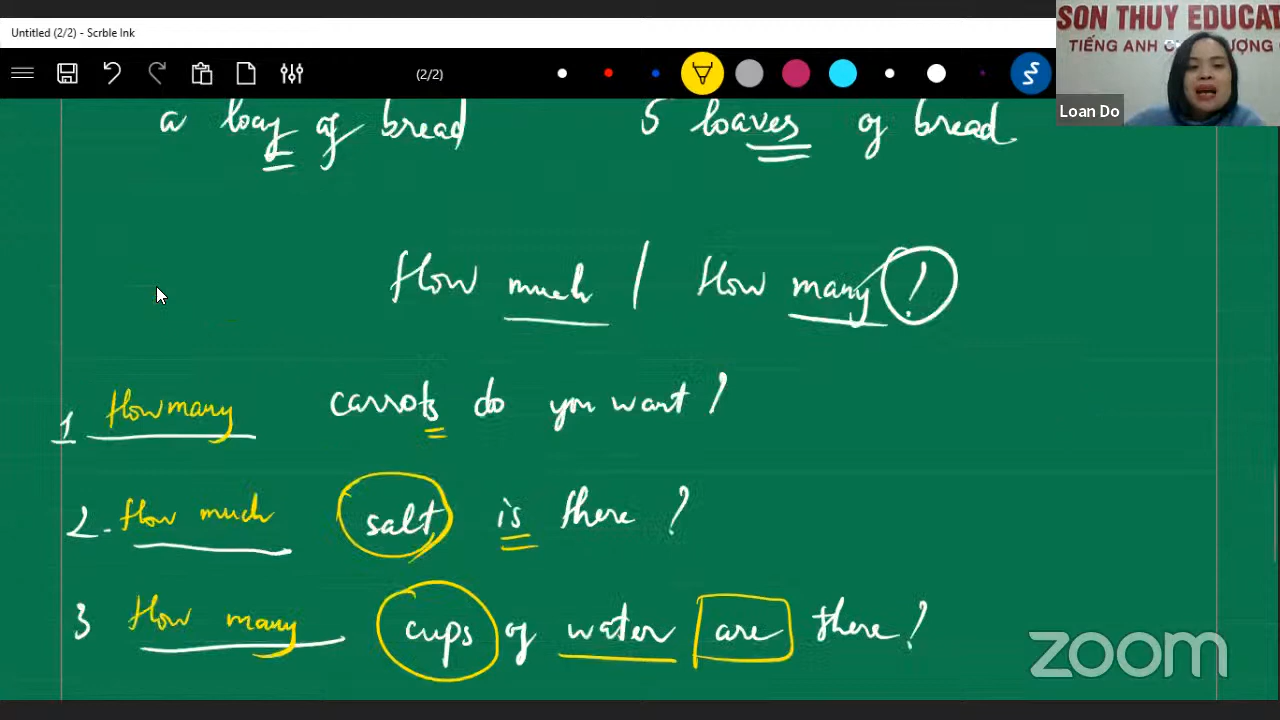 Untitled (2/2) - Scrble Ink
(2/2)
SON THUY EDUCAT
TIẾNG ANH
Loan Do
a loaf of bread 5 loaves of bread
How much / How many ?
1 How many carrots do you want ?
2. How much salt is there ?
3 How many cups of water are there ?
zoom